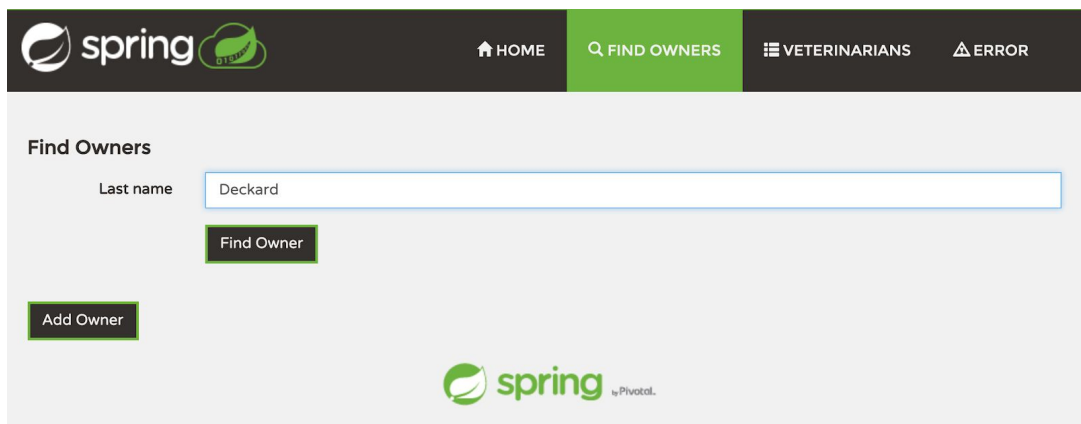 spring
HOME
FIND OWNERS
VETERINARIANS
ERROR
Find Owners
Last name
Deckard
Find Owner
Add Owner
spring by Pivotal.